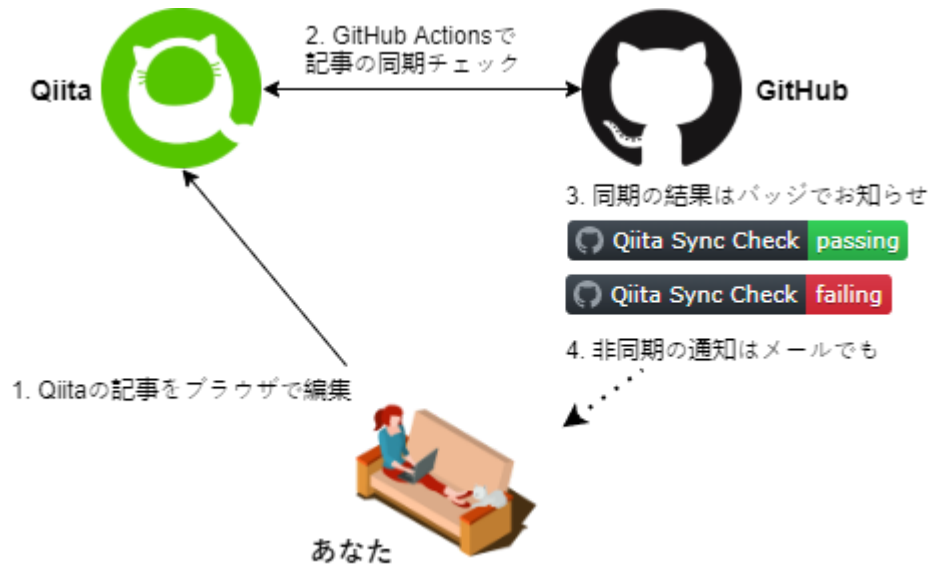 2. GitHub Actionsで
記事の同期チェック
Qiita
GitHub
3. 同期の結果はバッジでお知らせ
Qiita Sync Check passing
Qiita Sync Check failing
4. 非同期の通知はメールでも
1. Qiitaの記事をブラウザで編集
あなた